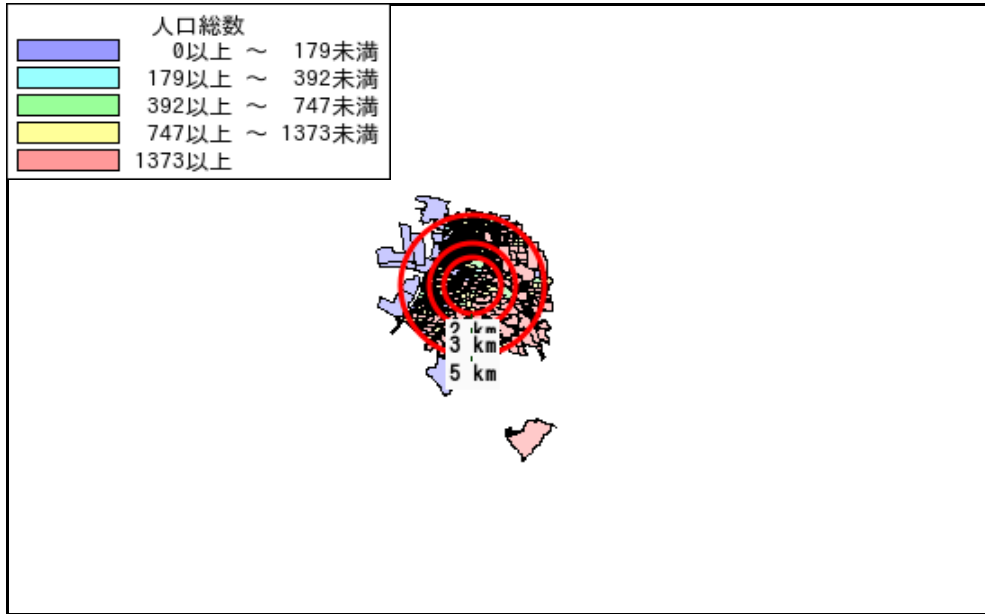 人口総数
0以上 ～ 179未満
179以上 ～ 392未満
392以上 ～ 747未満
747以上 ～ 1373未満
1373以上
2 km
3 km
5 km